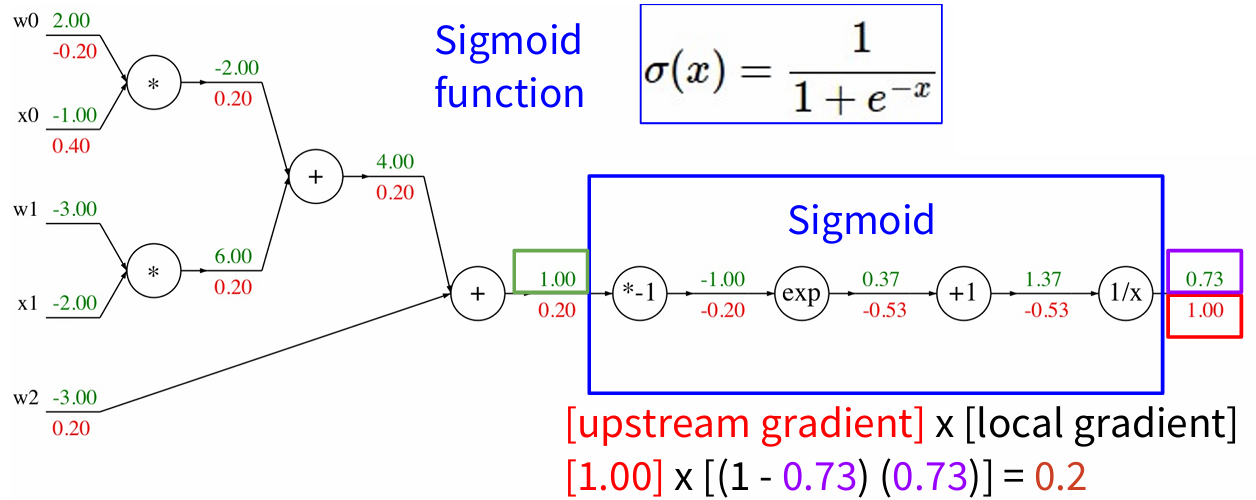 w0 2.00
-0.20
*
-2.00
0.20
x0 -1.00
0.40
w1 -3.00
*
6.00
0.20
x1 -2.00
+
4.00
0.20
w2 -3.00
0.20
+
1.00
0.20
Sigmoid
function
σ(x) = 1 / (1 + e^{-x})
Sigmoid
*-1
-1.00
-0.20
exp
0.37
-0.53
+1
1.37
-0.53
1/x
0.73
1.00
[upstream gradient] x [local gradient]
[1.00] x [(1 - 0.73) (0.73)] = 0.2